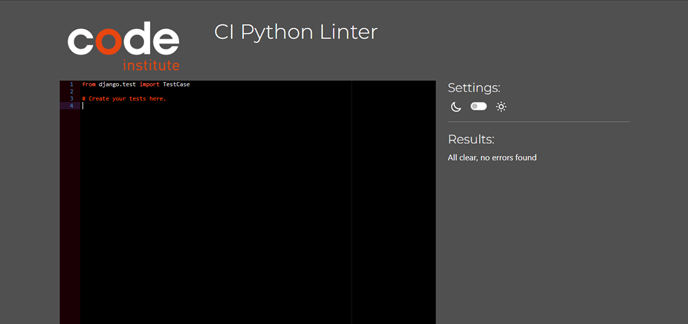 code
institute
CI Python Linter
1 from django.test import TestCase
2
3 # Create your tests here.
4
Settings:
Results:
All clear, no errors found